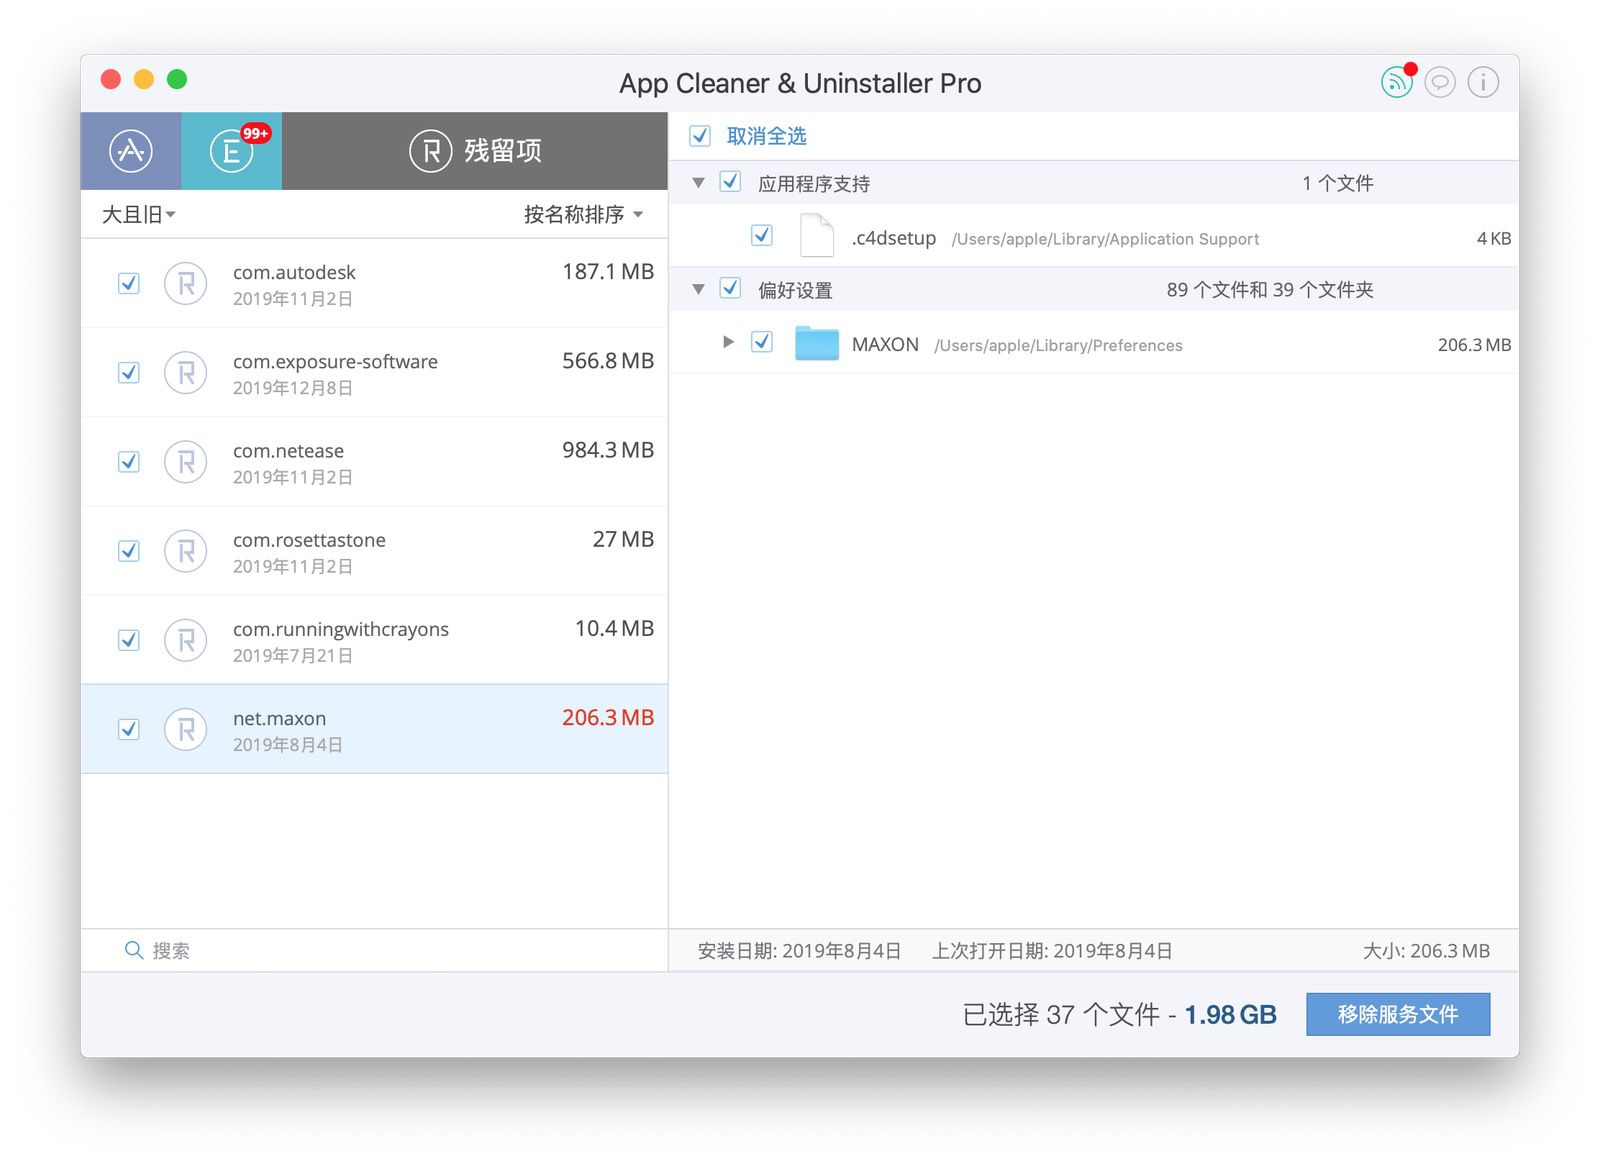 App Cleaner & Uninstaller Pro
99+
残留项
大且旧
按名称排序
com.autodesk
187.1 MB
2019年11月2日
com.exposure-software
566.8 MB
2019年12月8日
com.netease
984.3 MB
2019年11月2日
com.rosettastone
27 MB
2019年11月2日
com.runningwithcrayons
10.4 MB
2019年7月21日
net.maxon
206.3 MB
2019年8月4日
搜索
取消全选
应用程序支持
1 个文件
.c4dsetup /Users/apple/Library/Application Support 4 KB
偏好设置
89 个文件和 39 个文件夹
MAXON /Users/apple/Library/Preferences 206.3 MB
安装日期: 2019年8月4日 上次打开日期: 2019年8月4日 大小: 206.3 MB
已选择 37 个文件 - 1.98 GB
移除服务文件